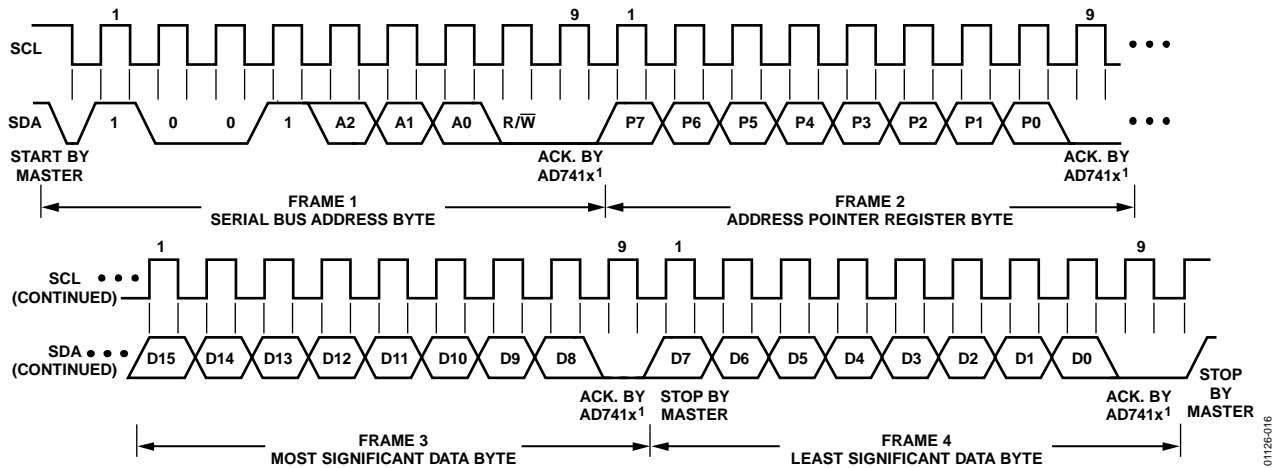 1 9 1 9
SCL
SDA 1 0 0 1 A2 A1 A0 R/W̅ P7 P6 P5 P4 P3 P2 P1 P0
START BY MASTER
ACK. BY AD741x1
ACK. BY AD741x1
FRAME 1
SERIAL BUS ADDRESS BYTE
FRAME 2
ADDRESS POINTER REGISTER BYTE
1 9 1 9
SCL
(CONTINUED)
SDA
(CONTINUED)
D15 D14 D13 D12 D11 D10 D9 D8 D7 D6 D5 D4 D3 D2 D1 D0
ACK. BY
AD741x1
STOP BY
MASTER
ACK. BY
AD741x1
STOP
BY
MASTER
FRAME 3
MOST SIGNIFICANT DATA BYTE
FRAME 4
LEAST SIGNIFICANT DATA BYTE
01126-016